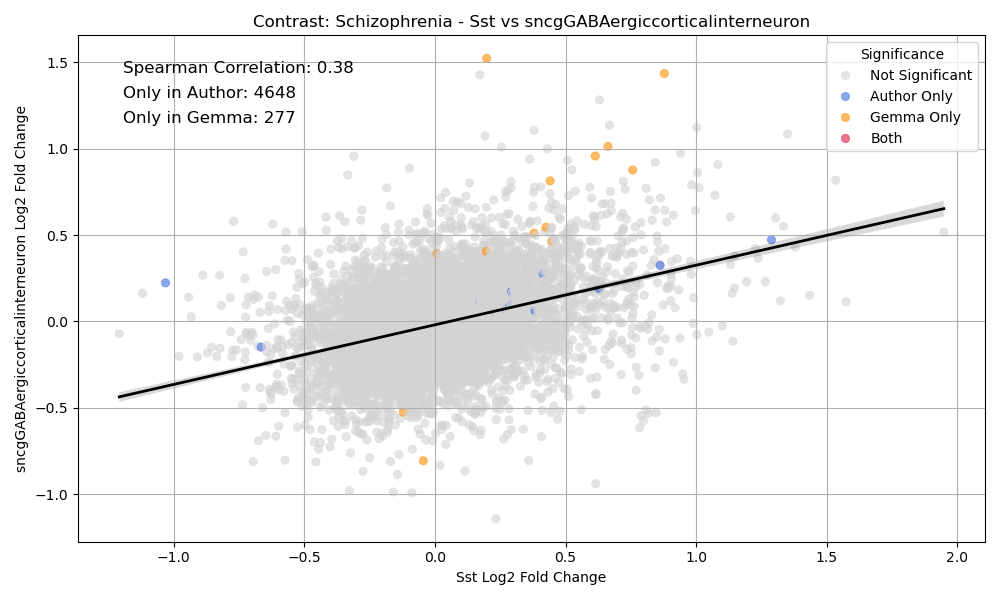 Contrast: Schizophrenia - Sst vs sncgGABAergiccorticalinterneuron
Spearman Correlation: 0.38
Only in Author: 4648
Only in Gemma: 277
Significance
Not Significant
Author Only
Gemma Only
Both
sncgGABAergiccorticalinterneuron Log2 Fold Change
1.5
1.0
0.5
0.0
−0.5
−1.0
−1.0
−0.5
0.0
0.5
1.0
1.5
2.0
Sst Log2 Fold Change